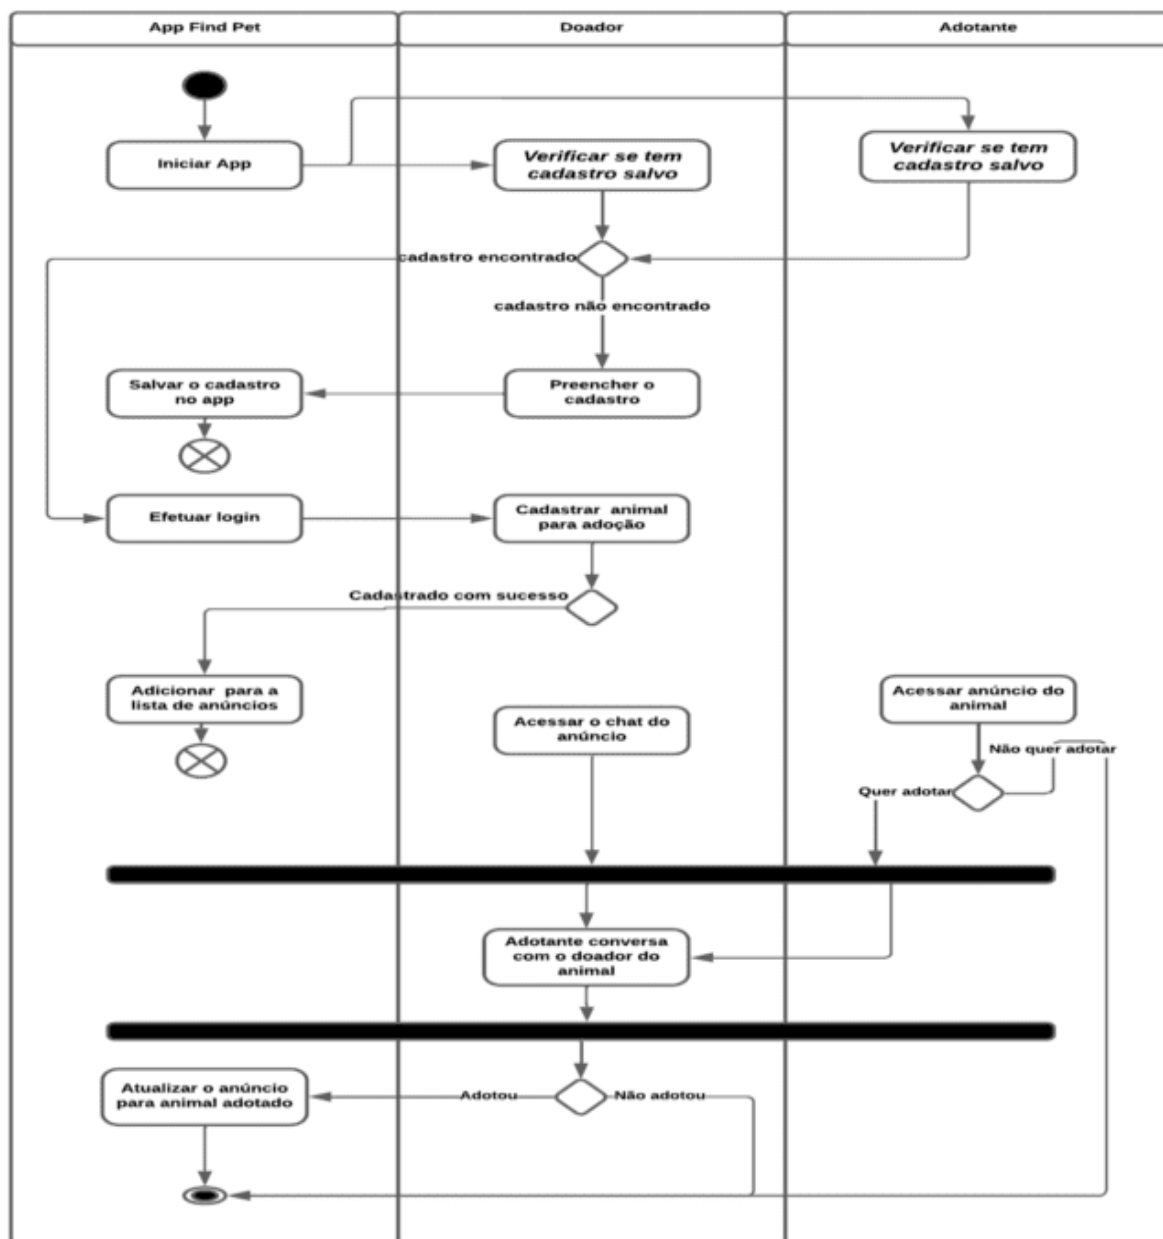 App Find Pet
Doador
Adotante
Iniciar App
Verificar se tem
cadastro salvo
Verificar se tem
cadastro salvo
cadastro encontrado
cadastro não encontrado
Salvar o cadastro
no app
Preencher o
cadastro
Efetuar login
Cadastrar animal
para adoção
Cadastrado com sucesso
Adicionar para a
lista de anúncios
Acessar o chat do
anúncio
Acessar anúncio do
animal
Não quer adotar
Quer adotar
Adotante conversa
com o doador do
animal
Atualizar o anúncio
para animal adotado
Adotou
Não adotou